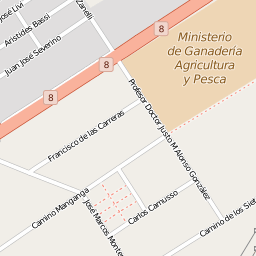 José Livi
Arístides Bassi
Juan José Severino
Zanelli
8
8
8
Ministerio
de Ganadería
Agricultura
y Pesca
Profesor Doctor Justo M Alonso González
Francisco de las Carreras
Camino Manganga
José Marcos Monter
Carlos Camusso
Camino de los Sie